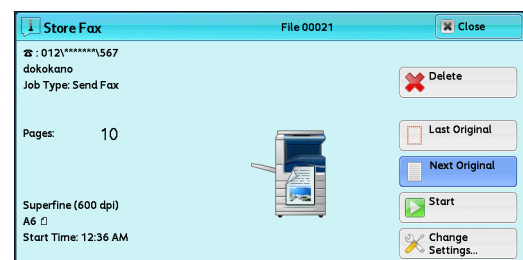 Store Fax
File 00021
Close
☎ : 012\*******\567
dokokano
Job Type: Send Fax
Delete
Pages: 10
Last Original
Next Original
Superfine (600 dpi)
Start
A6
Start Time: 12:36 AM
Change
Settings...